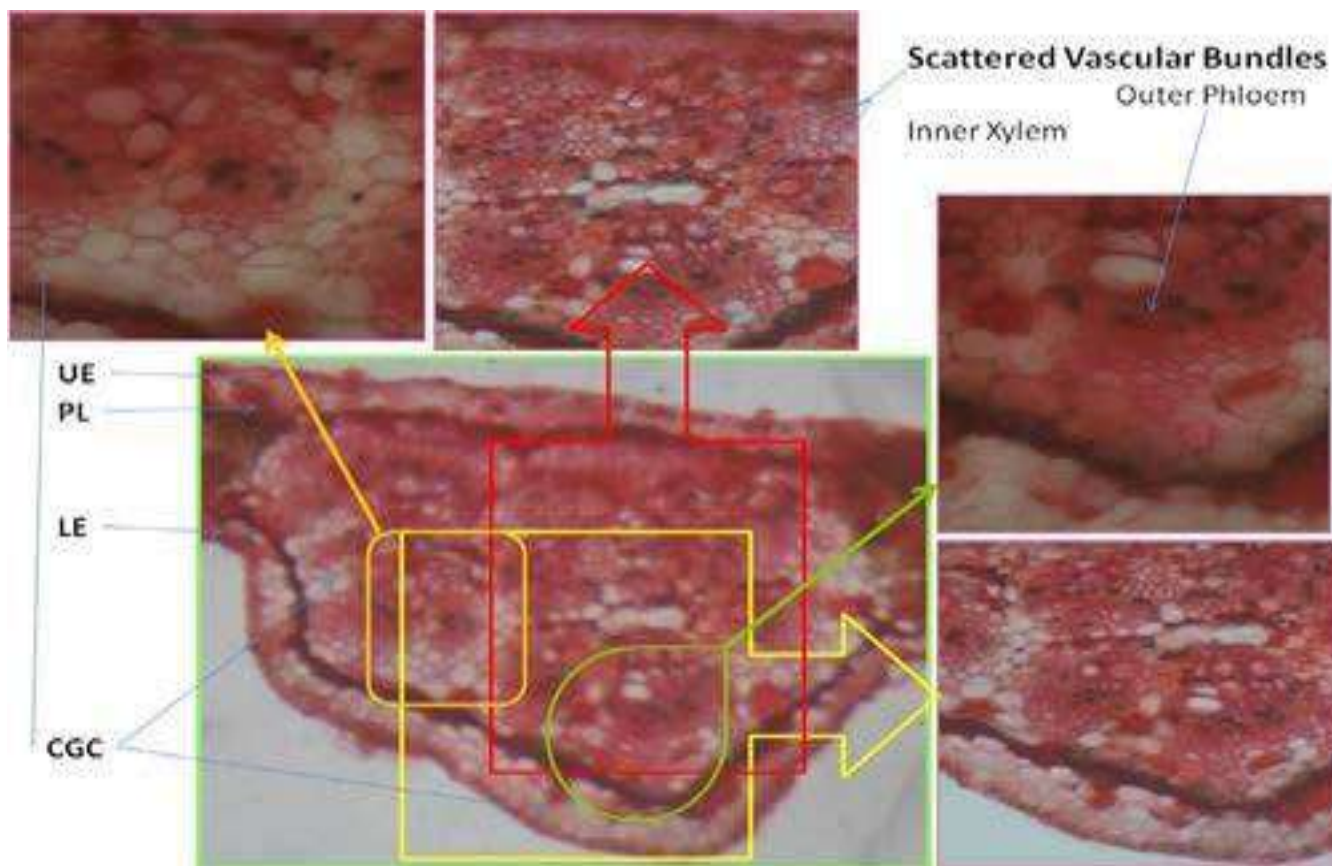 Scattered Vascular Bundles
Outer Phloem
Inner Xylem
UE
PL
LE
CGC